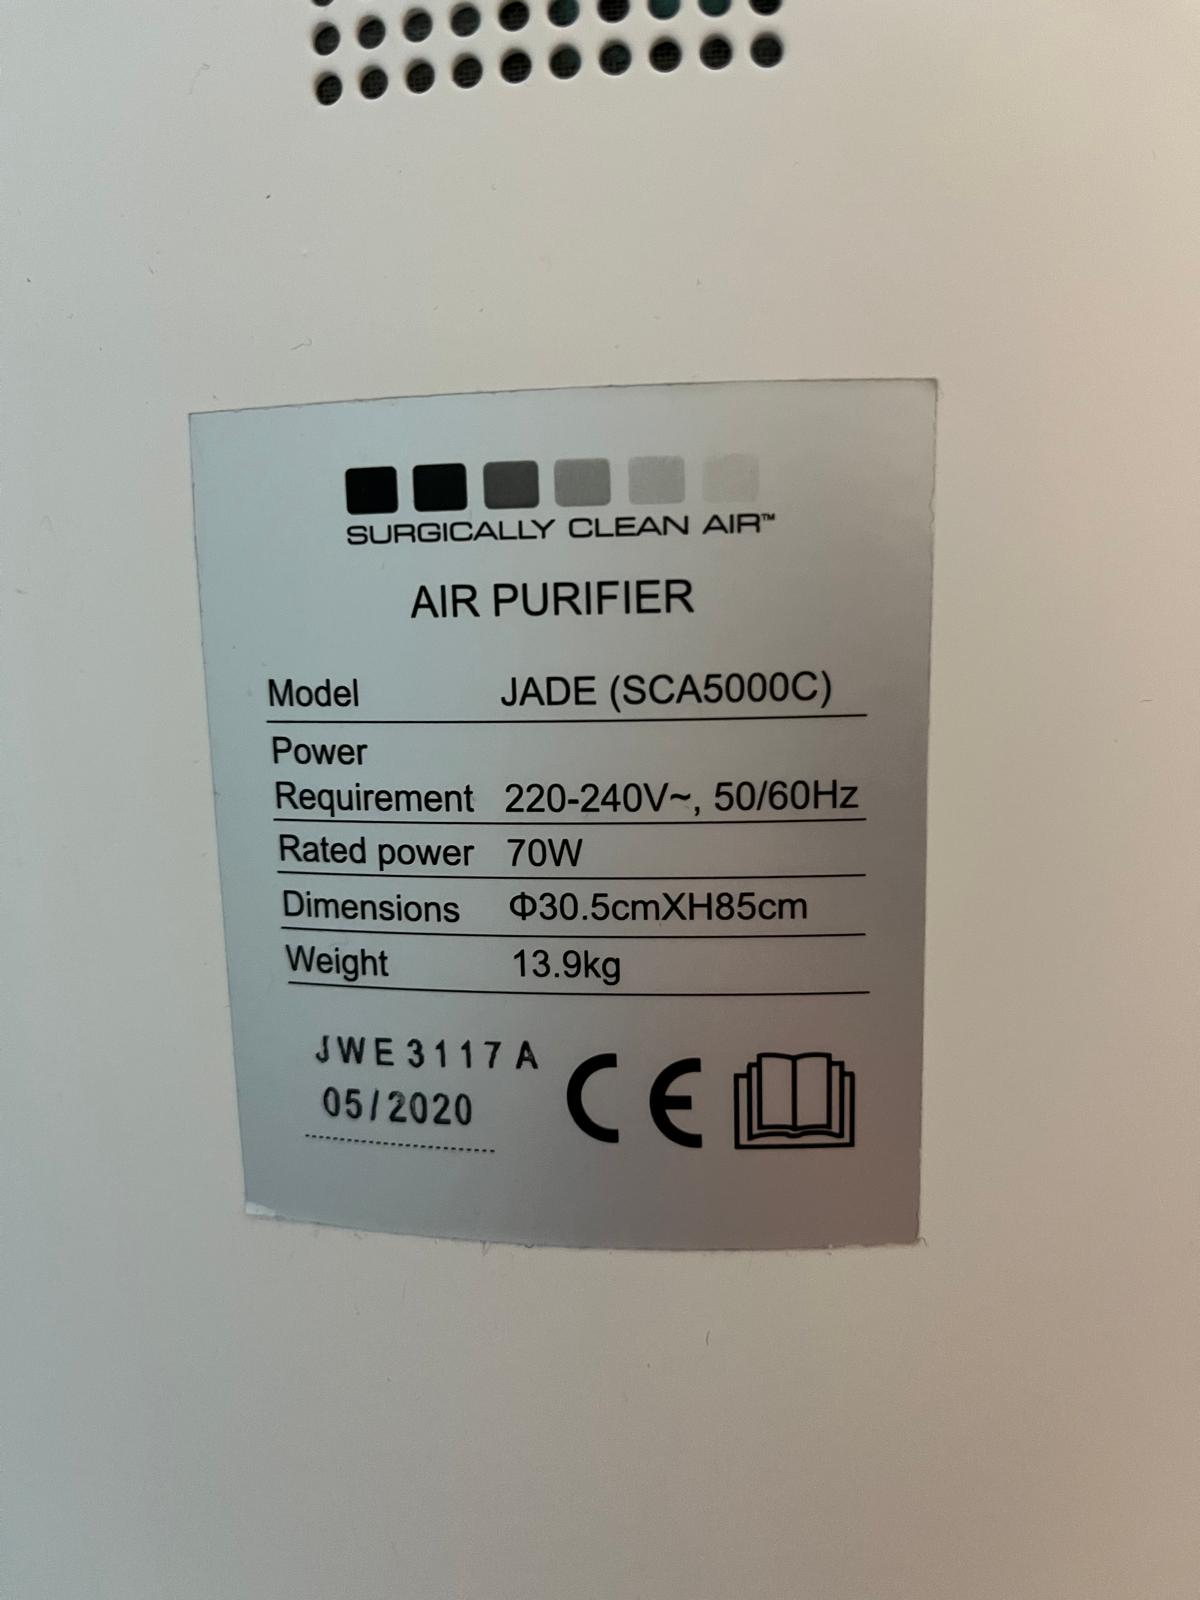 SURGICALLY CLEAN AIR™
AIR PURIFIER
Model JADE (SCA5000C)
Power
Requirement 220-240V~, 50/60Hz
Rated power 70W
Dimensions Φ30.5cmXH85cm
Weight 13.9kg
JWE3117A
05/2020
CE